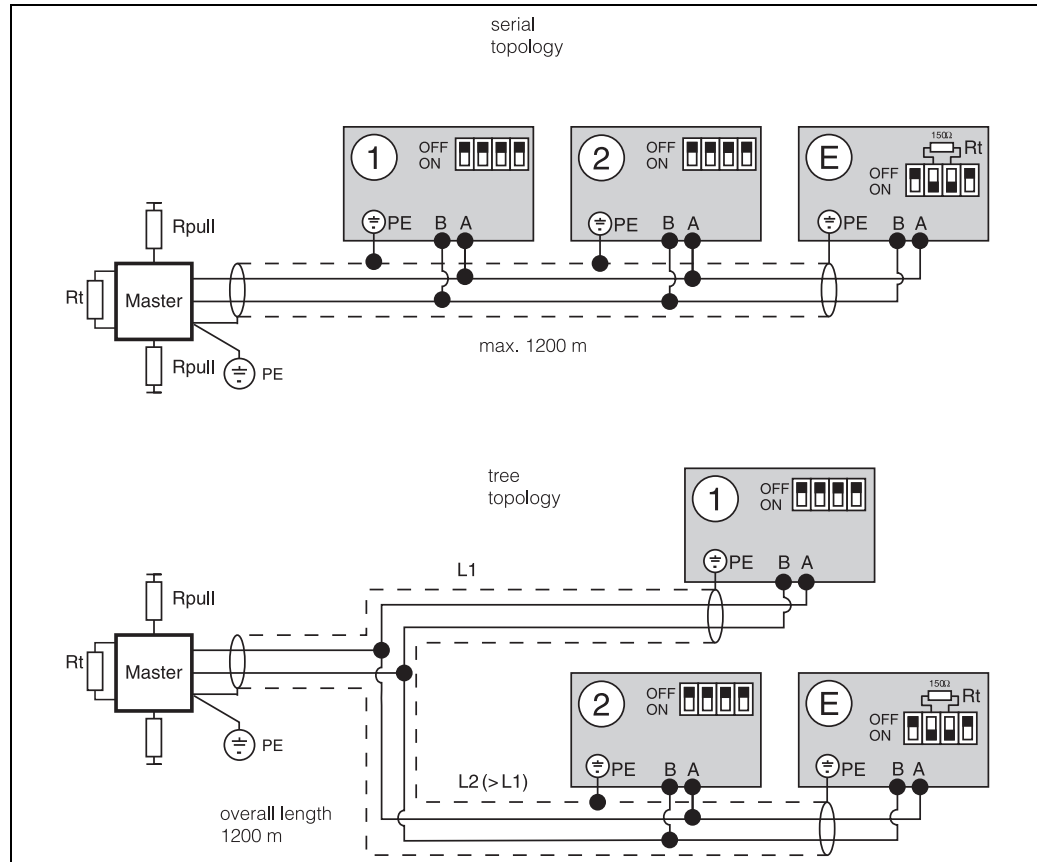 serial
topology
1
OFF
ON
2
OFF
ON
E
150Ω
Rt
OFF
ON
PE B A
PE B A
PE B A
Rpull
Rt
Master
Rpull
PE
max. 1200 m
tree
topology
1
OFF
ON
PE B A
L1
Rpull
Rt
Master
PE
2
OFF
ON
E
150Ω
Rt
OFF
ON
PE B A
PE B A
L2 (> L1)
overall length
1200 m